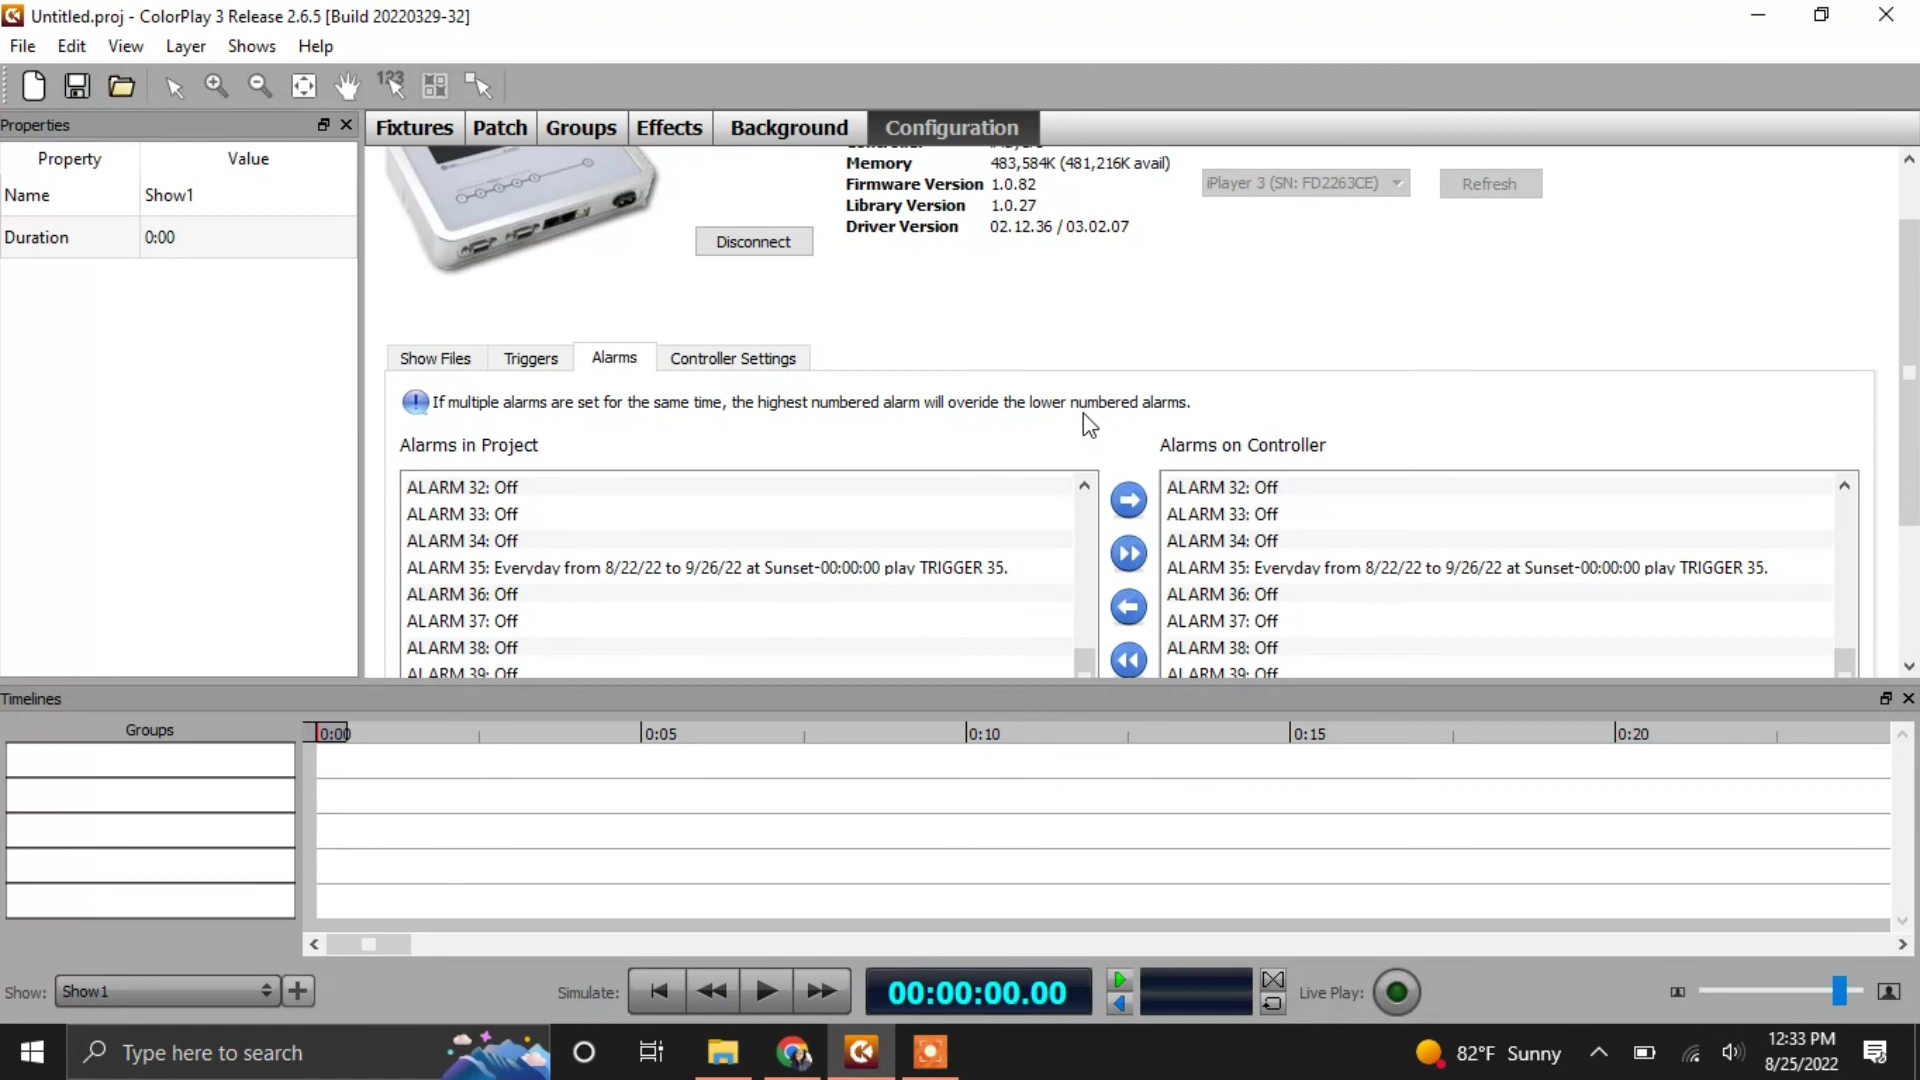 Untitled.proj - ColorPlay 3 Release 2.6.5 [Build 20220329-32]
File Edit View Layer Shows Help
123
Properties
Fixtures Patch Groups Effects Background Configuration
Property Value
Name Show1
Duration 0:00
Memory 483,584K (481,216K avail)
Firmware Version 1.0.82
Library Version 1.0.27
Driver Version 02.12.36 / 03.02.07
iPlayer 3 (SN: FD2263CE) Refresh
Disconnect
Show Files Triggers Alarms Controller Settings
If multiple alarms are set for the same time, the highest numbered alarm will overide the lower numbered alarms.
Alarms in Project
ALARM 32: Off
ALARM 33: Off
ALARM 34: Off
ALARM 35: Everyday from 8/22/22 to 9/26/22 at Sunset-00:00:00 play TRIGGER 35.
ALARM 36: Off
ALARM 37: Off
ALARM 38: Off
ALARM 39: Off
Alarms on Controller
ALARM 32: Off
ALARM 33: Off
ALARM 34: Off
ALARM 35: Everyday from 8/22/22 to 9/26/22 at Sunset-00:00:00 play TRIGGER 35.
ALARM 36: Off
ALARM 37: Off
ALARM 38: Off
ALARM 39: Off
Timelines
Groups
0:00 0:05 0:10 0:15 0:20
Show: Show1
Simulate: 00:00:00.00 Live Play:
Type here to search
82°F Sunny
12:33 PM
8/25/2022